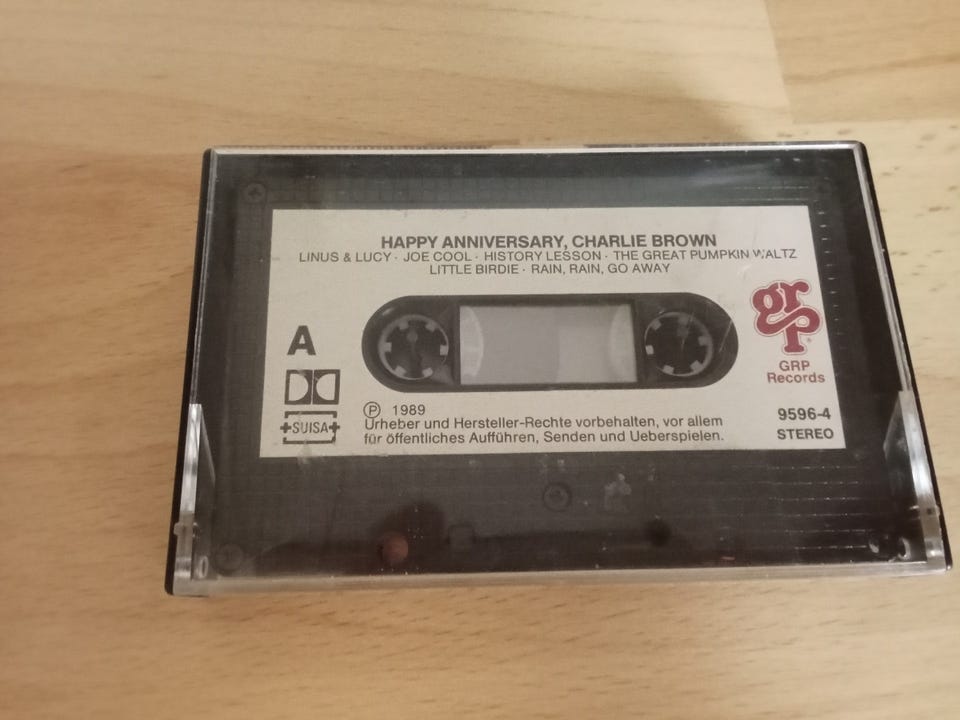 HAPPY ANNIVERSARY, CHARLIE BROWN
LINUS & LUCY · JOE COOL · HISTORY LESSON · THE GREAT PUMPKIN WALTZ
LITTLE BIRDIE · RAIN, RAIN, GO AWAY
A
grp
GRP
Records
SUISA
℗ 1989
Urheber und Hersteller-Rechte vorbehalten, vor allem
für öffentliches Aufführen, Senden und Ueberspielen.
9596-4
STEREO